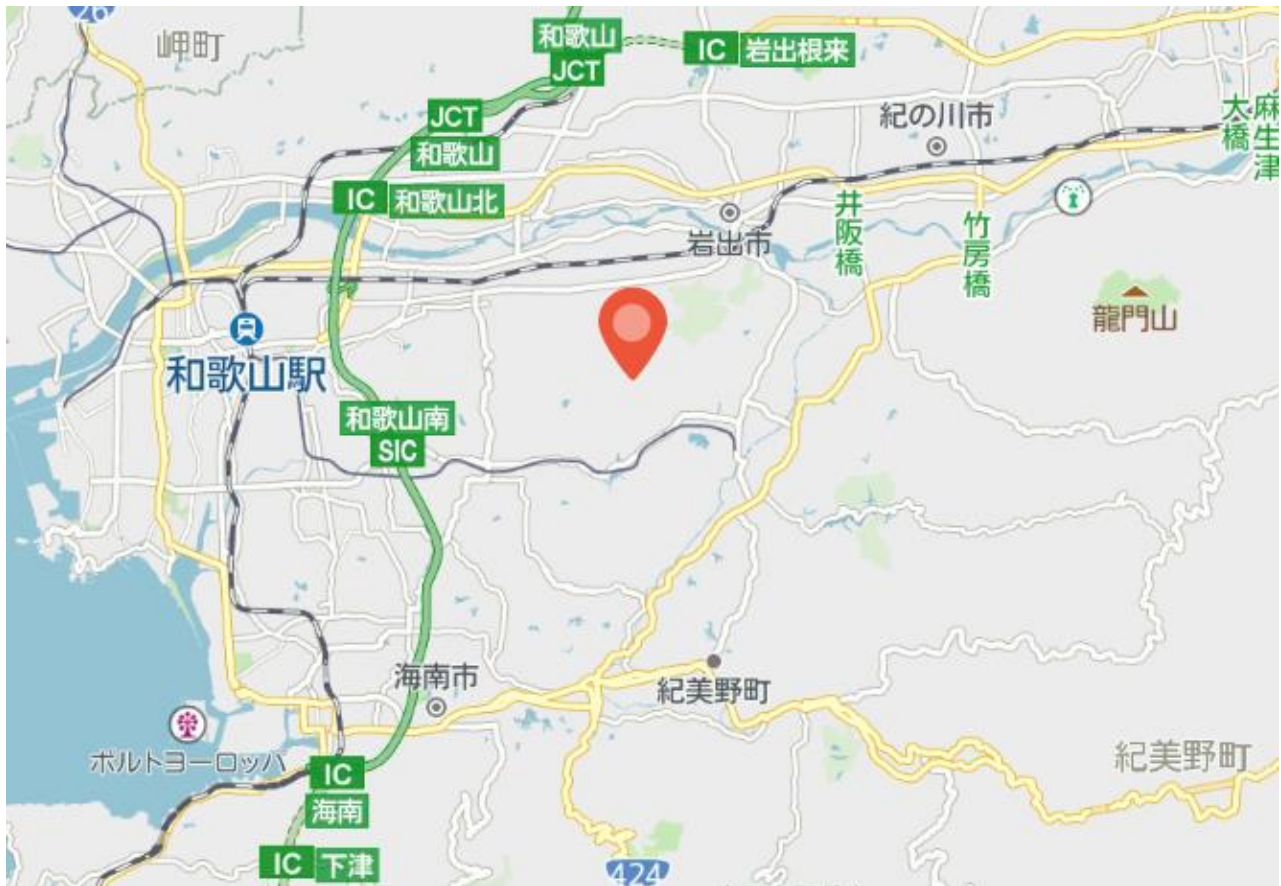 26
岬町
和歌山
JCT
IC 岩出根来
JCT
和歌山
紀の川市
麻生津
大橋
IC 和歌山北
岩出市
井阪橋
竹房橋
龍門山
和歌山駅
和歌山南
SIC
海南市
紀美野町
ポルトヨーロッパ
IC
海南
紀美野町
IC 下津
424